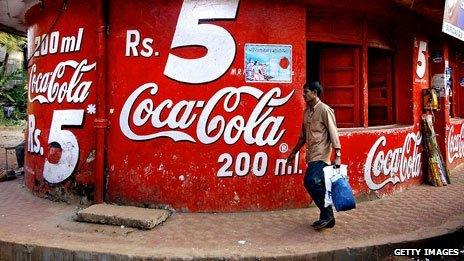 200 ml
Coca-Cola
Rs. 5
Rs. 5
M.R.P.
Coca-Cola®
200 ml.
5
Coca-Cola
Coca-Cola
GETTY IMAGES